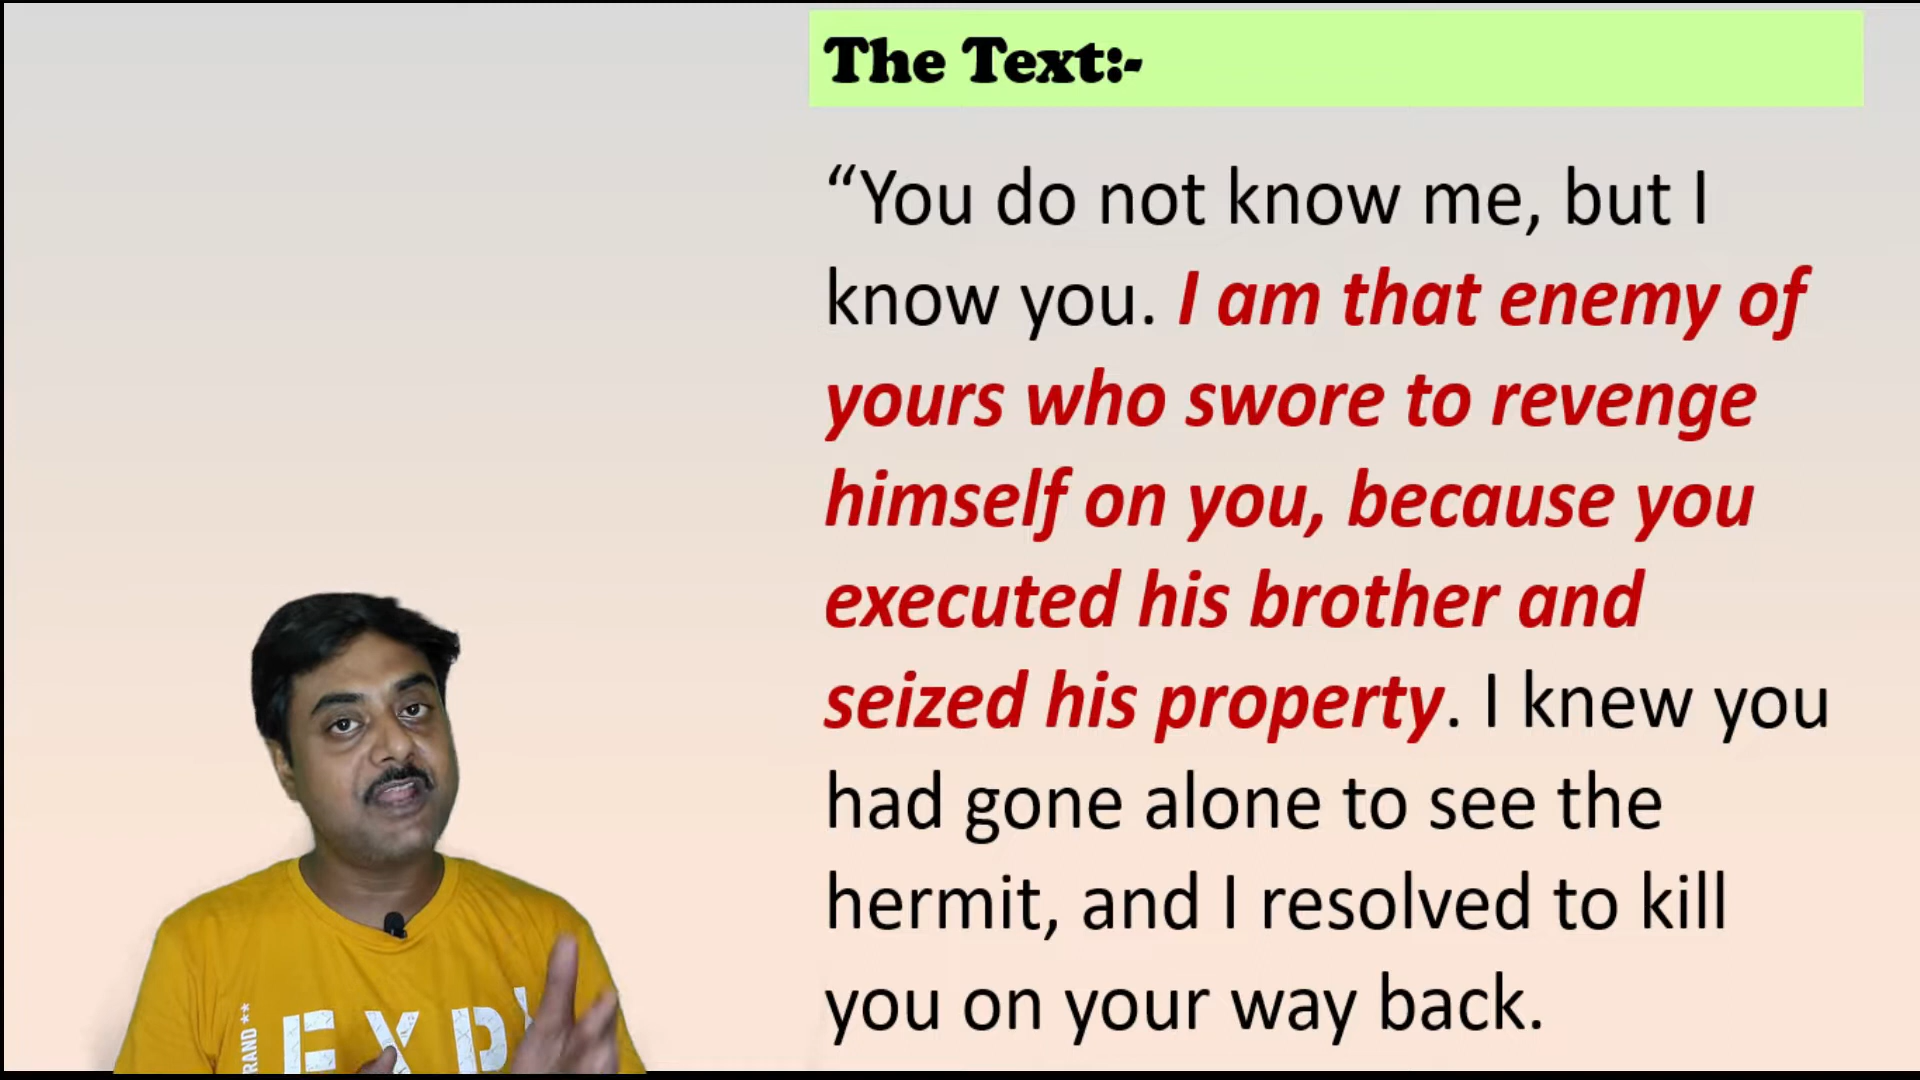 The Text:-
“You do not know me, but I
know you. I am that enemy of
yours who swore to revenge
himself on you, because you
executed his brother and
seized his property. I knew you
had gone alone to see the
hermit, and I resolved to kill
you on your way back.
RAND **
EXP